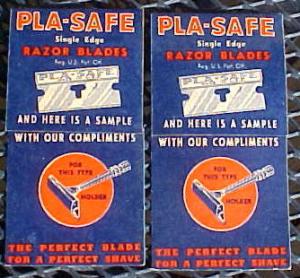 PLA-SAFE
Single Edge
RAZOR BLADES
Reg. U.S. Pat. Off.
PLA-SAFE
AND HERE IS A SAMPLE
WITH OUR COMPLIMENTS
FOR
THIS TYPE
HOLDER
THE PERFECT BLADE
FOR A PERFECT SHAVE
PLA-SAFE
Single Edge
RAZOR BLADES
Reg. U.S. Pat. Off.
PLA-SAFE
AND HERE IS A SAMPLE
WITH OUR COMPLIMENTS
FOR
THIS TYPE
HOLDER
THE PERFECT BLADE
FOR A PERFECT SHAVE